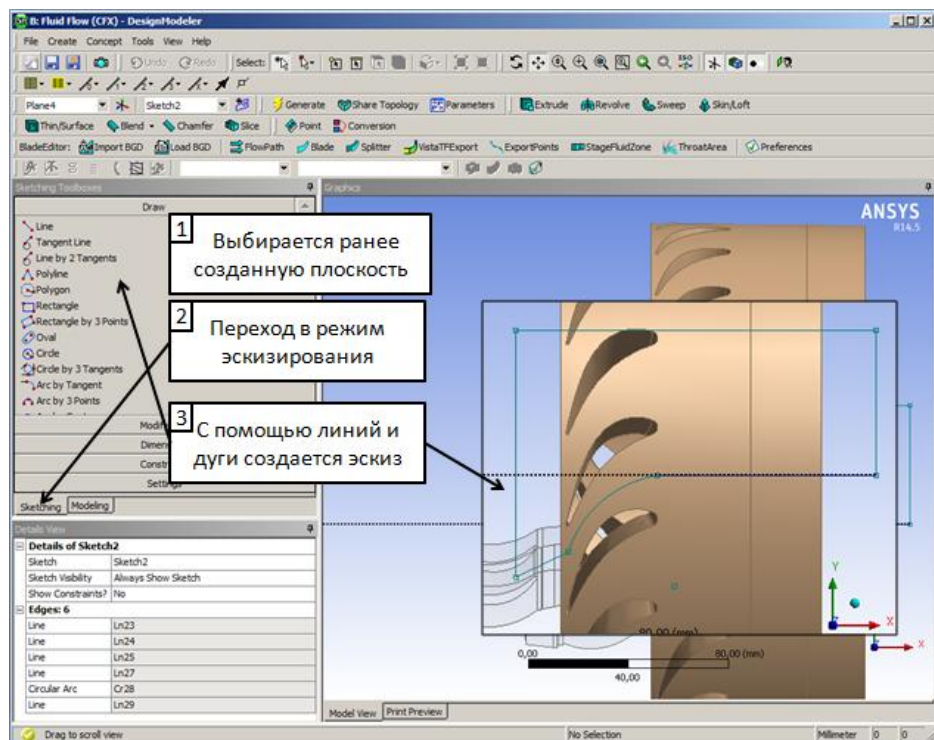 B: Fluid Flow (CFX) - DesignModeler
File Create Concept Tools View Help
Undo Redo Select:
Plane4 Sketch2 Generate Share Topology Parameters Extrude Revolve Sweep Skin/Loft
Thin/Surface Blend Chamfer Slice Point Conversion
BladeEditor: Import BGD Load BGD FlowPath Blade Splitter VistaTFExport ExportPoints StageFluidZone ThroatArea Preferences
Sketching Toolboxes
Graphics
Draw
Line
Tangent Line
Line by 2 Tangents
Polyline
Polygon
Rectangle
Rectangle by 3 Points
Oval
Circle
Circle by 3 Tangents
Arc by Tangent
Arc by 3 Points
Modif
Dimen
Constr
Settings
Sketching Modeling
1
Выбирается ранее
созданную плоскость
2
Переход в режим
эскизирования
3
С помощью линий и
дуги создается эскиз
ANSYS
R14.5
Y
X
X
80,00 (mm)
0,00
80,00 (mm)
40,00
Details View
Details of Sketch2
Sketch Sketch2
Sketch Visibility Always Show Sketch
Show Constraints? No
Edges: 6
Line Ln23
Line Ln24
Line Ln25
Line Ln27
Circular Arc Cr28
Line Ln29
Model View Print Preview
Drag to scroll view
No Selection
Millimeter 0 0